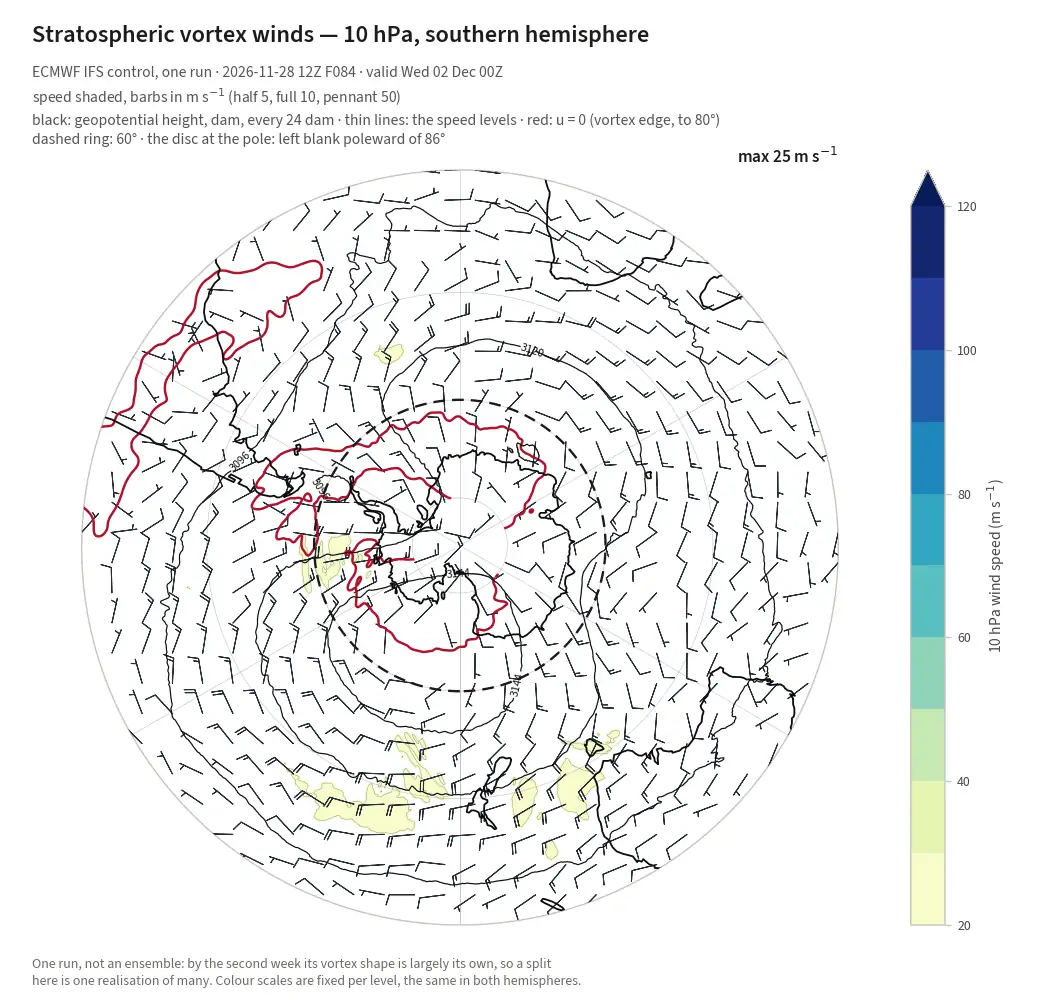 Stratospheric vortex winds — 10 hPa, southern hemisphere
ECMWF IFS control, one run · 2026-11-28 12Z F084 · valid Wed 02 Dec 00Z
speed shaded, barbs in m s⁻¹ (half 5, full 10, pennant 50)
black: geopotential height, dam, every 24 dam · thin lines: the speed levels · red: u = 0 (vortex edge, to 80°)
dashed ring: 60° · the disc at the pole: left blank poleward of 86°
max 25 m s⁻¹
120
100
80
60
40
20
10 hPa wind speed (m s⁻¹)
3120
3096
3144
3144
One run, not an ensemble: by the second week its vortex shape is largely its own, so a split
here is one realisation of many. Colour scales are fixed per level, the same in both hemispheres.